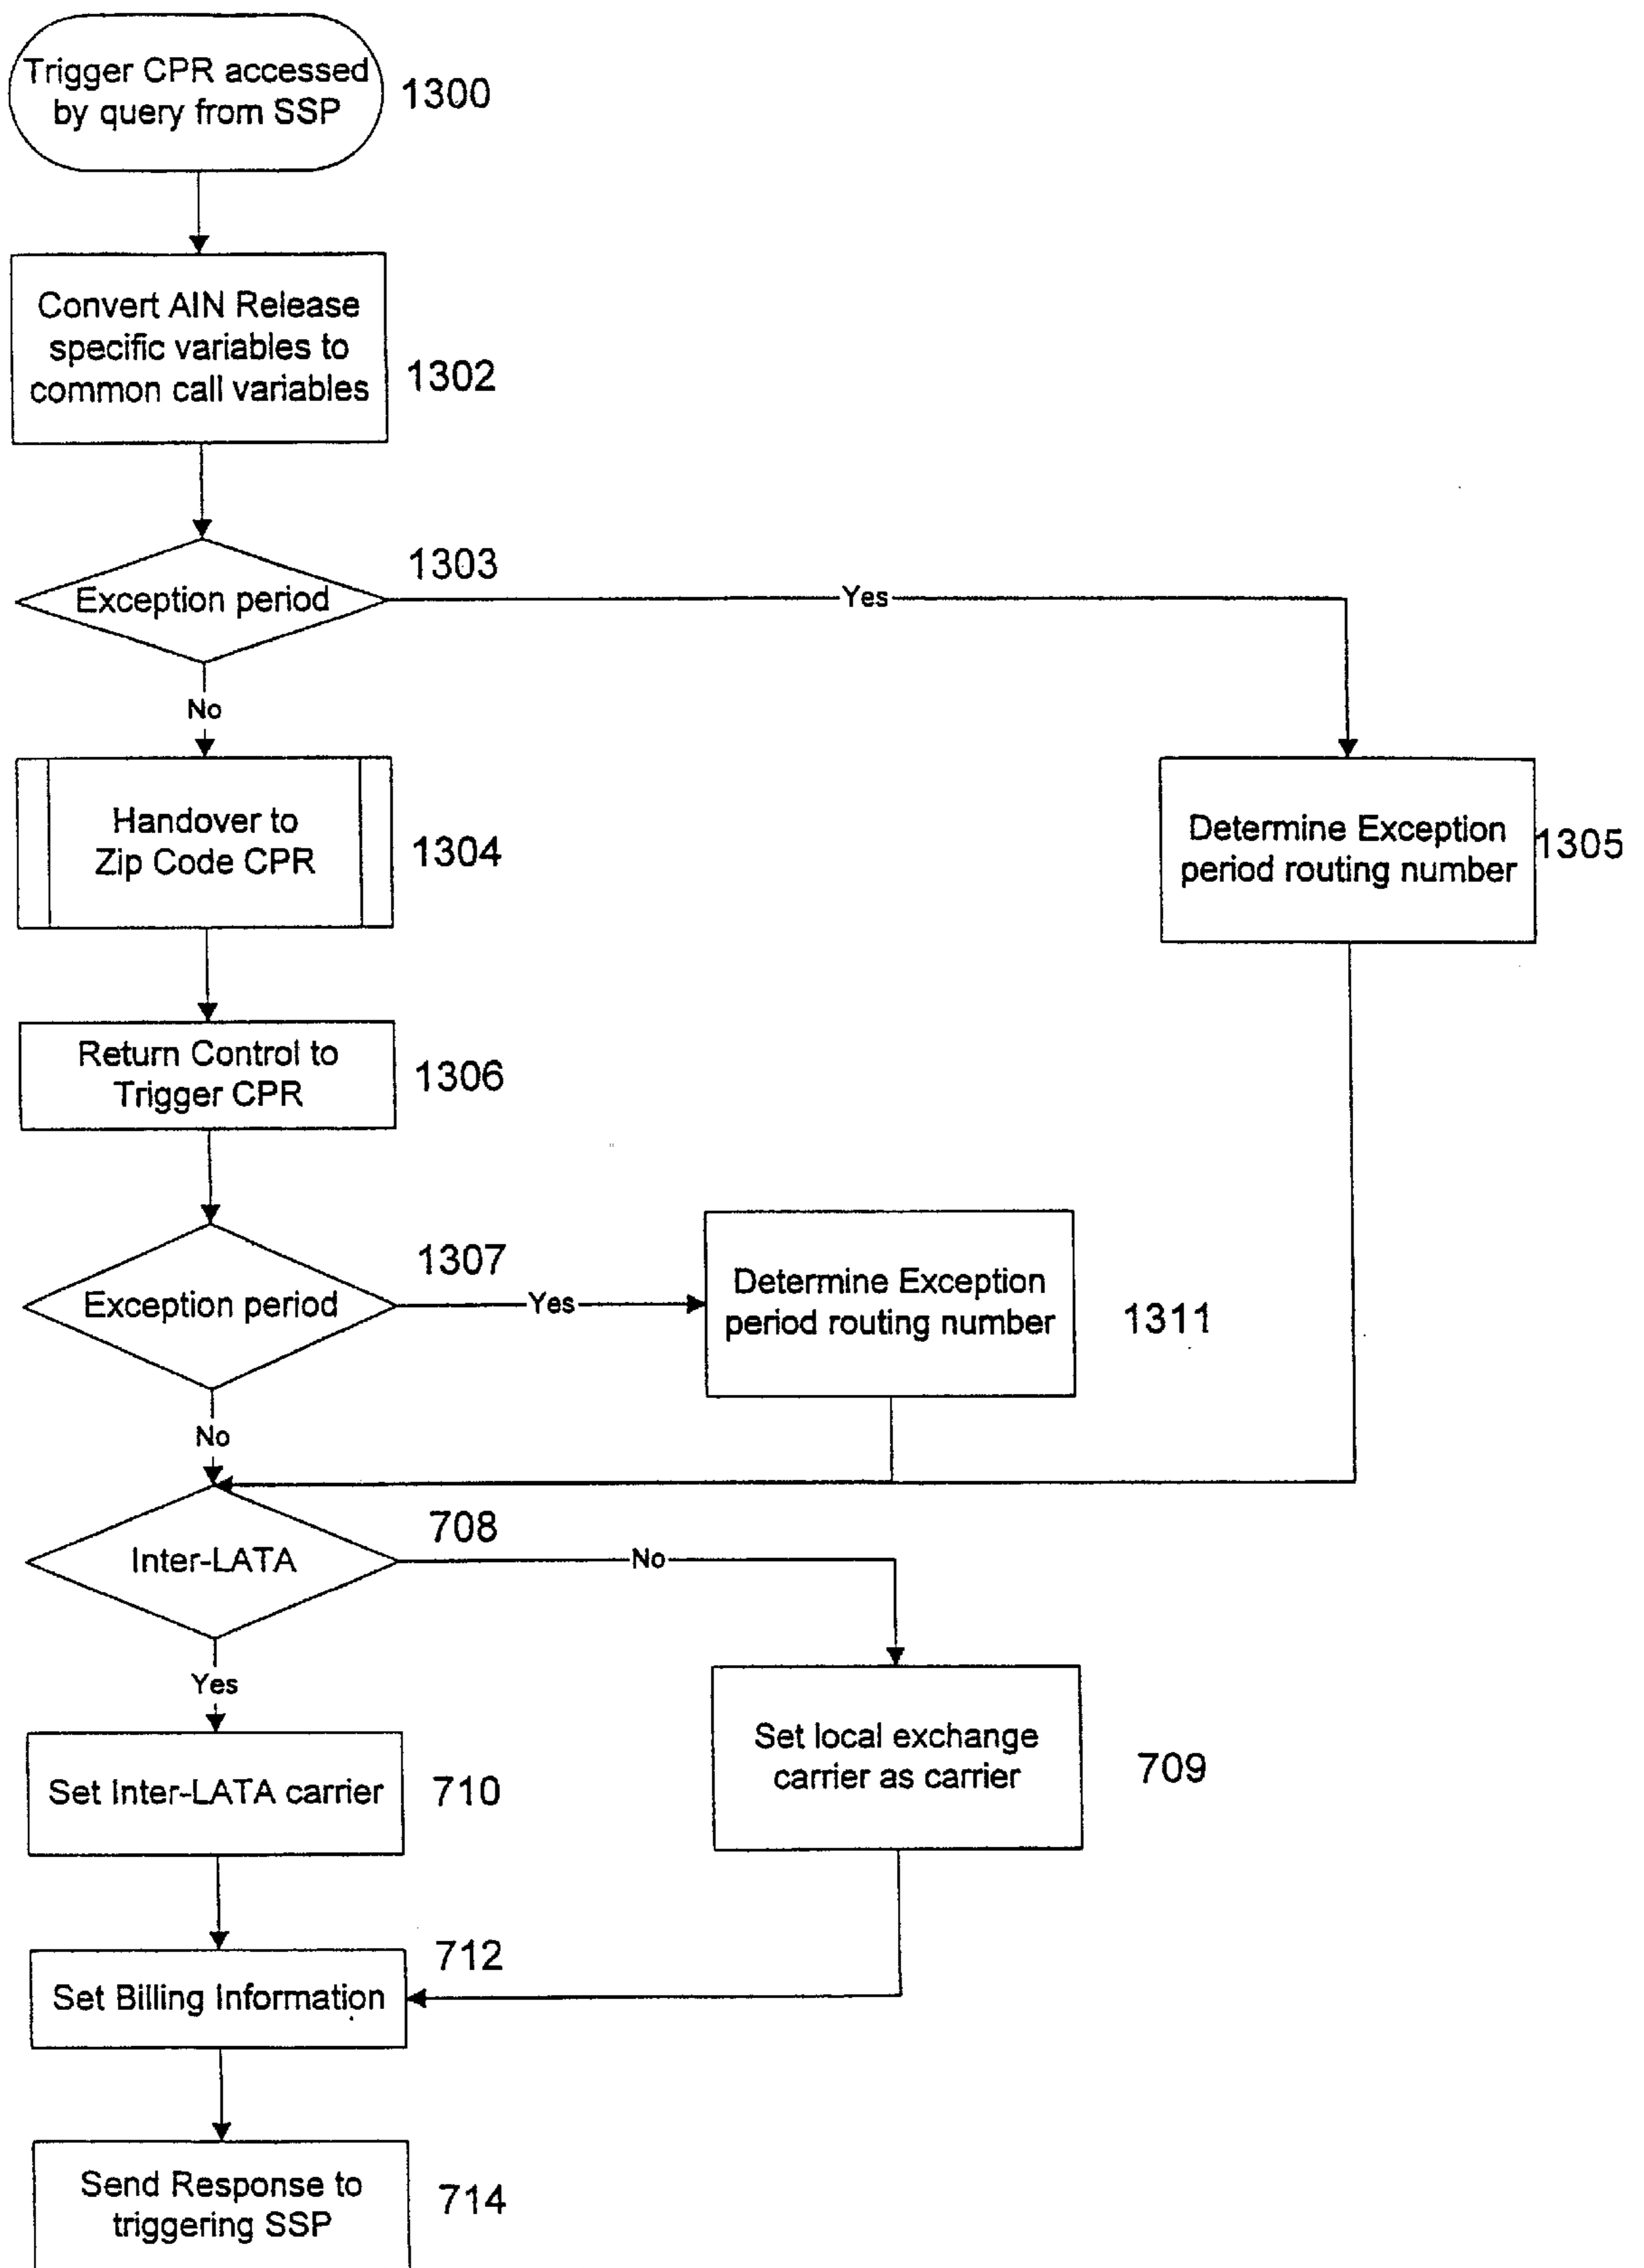 Trigger CPR accessed
by query from SSP
1300
Convert AIN Release
specific variables to
common call variables
1302
Exception period
1303
Yes
No
Handover to
Zip Code CPR
1304
Determine Exception
period routing number
1305
Return Control to
Trigger CPR
1306
Exception period
1307
Yes
Determine Exception
period routing number
1311
No
Inter-LATA
708
No
Yes
Set Inter-LATA carrier
710
Set local exchange
carrier as carrier
709
Set Billing Information
712
Send Response to
triggering SSP
714